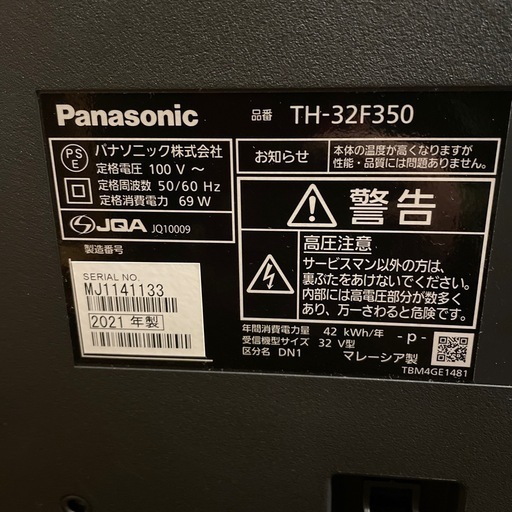 Panasonic 品番 TH-32F350
PS
E
パナソニック株式会社
定格電圧 100 V ～
定格周波数 50/60 Hz
定格消費電力 69 W
お知らせ
本体の温度が高くなりますが
性能・品質には問題ありません。
JQA JQ10009
製造番号
SERIAL NO.
MJ1141133
2021 年製
警告
高圧注意
サービスマン以外の方は、
裏ぶたをあけないでください。
内部には高電圧部分が数多く
あり、万一さわると危険です。
年間消費電力量 42 kWh/年
受信機型サイズ 32 V型
区分名 DN1
-p-
マレーシア製
TBM4GE1481